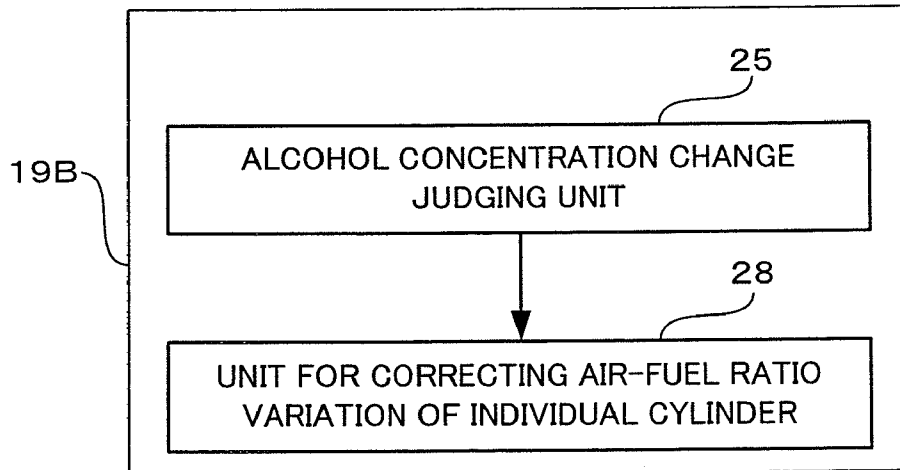 25
19B
ALCOHOL CONCENTRATION CHANGE
JUDGING UNIT
28
UNIT FOR CORRECTING AIR-FUEL RATIO
VARIATION OF INDIVIDUAL CYLINDER